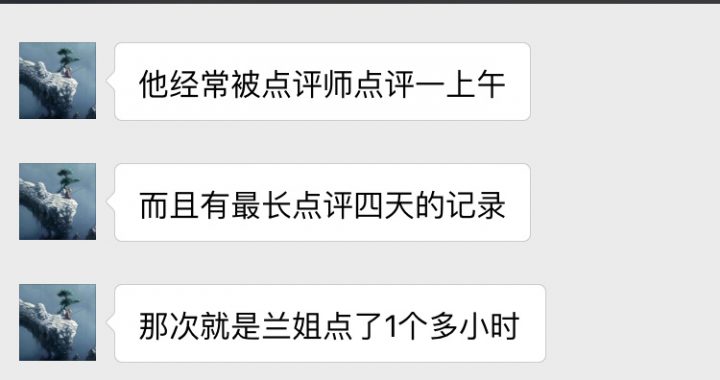 他经常被点评师点评一上午
而且有最长点评四天的记录
那次就是兰姐点了1个多小时